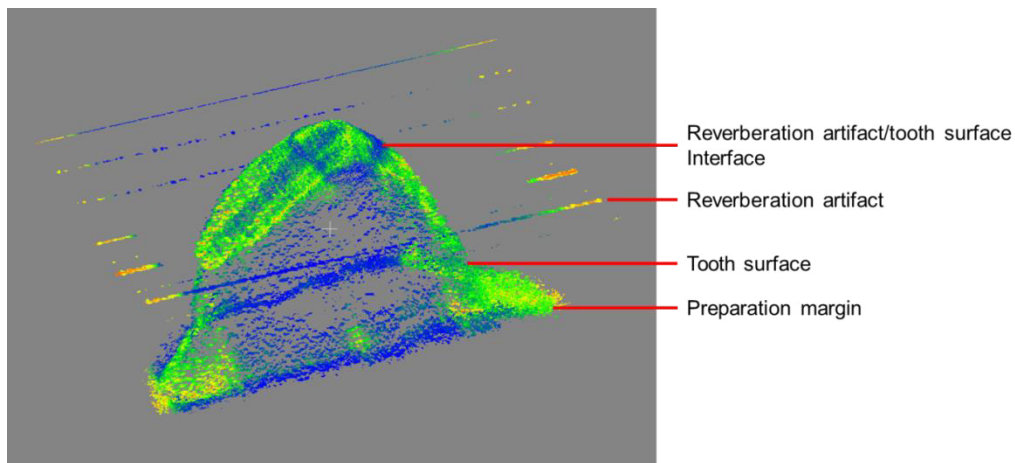 Reverberation artifact/tooth surface
Interface
Reverberation artifact
Tooth surface
Preparation margin